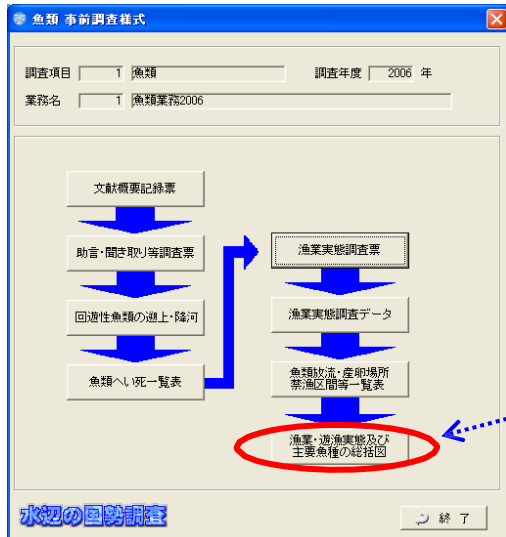 魚類 事前調査様式
調査項目 1 魚類 調査年度 2006 年
業務名 1 魚類業務2006
文献概要記録票
助言・聞き取り等調査票
回遊性魚類の遡上・降河
魚類へい死一覧表
漁業実態調査票
漁業実態調査データ
魚類放流・産卵場所
禁漁区間等一覧表
漁業・遊漁実態及び
主要魚種の総括図
水辺の国勢調査
終 了